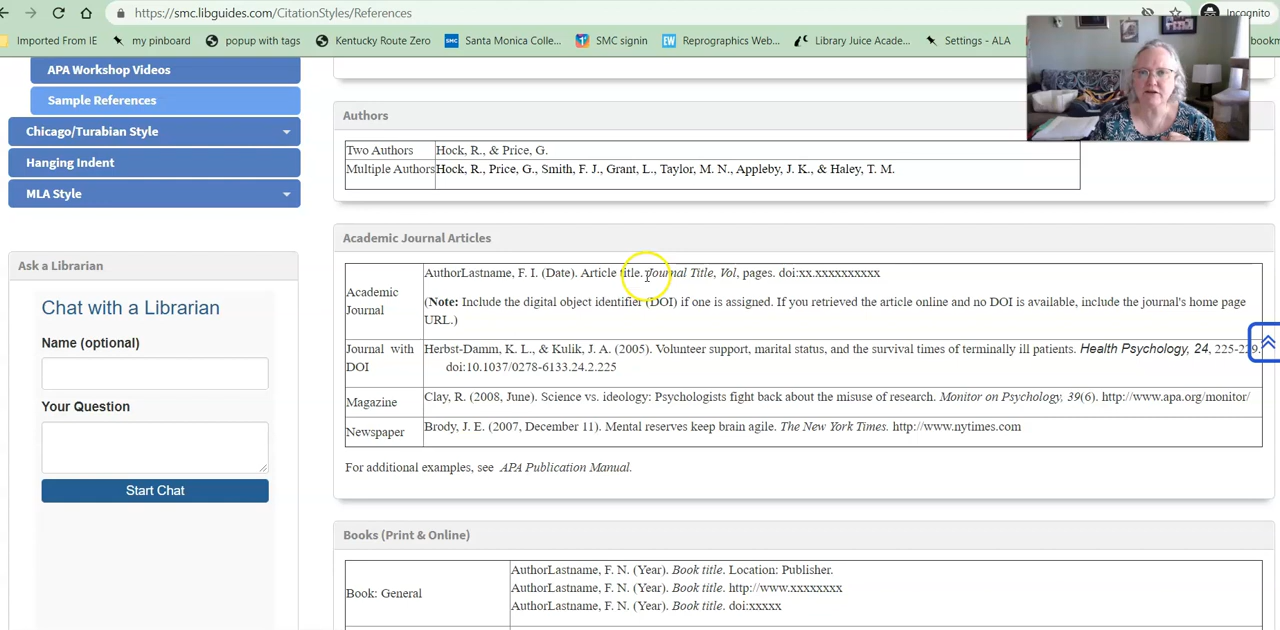 https://smc.libguides.com/CitationStyles/References
Incognito
Imported From IE
my pinboard
popup with tags
Kentucky Route Zero
SMC
Santa Monica Colle...
SMC signin
EW
Reprographics Web...
Library Juice Acade...
Settings - ALA
bookm
APA Workshop Videos
Sample References
Chicago/Turabian Style
Hanging Indent
MLA Style
Ask a Librarian
Chat with a Librarian
Name (optional)
Your Question
Start Chat
Authors
Two Authors Hock, R., & Price, G.
Multiple Authors Hock, R., Price, G., Smith, F. J., Grant, L., Taylor, M. N., Appleby, J. K., & Haley, T. M.
Academic Journal Articles
Academic Journal
AuthorLastname, F. I. (Date). Article title. Journal Title, Vol, pages. doi:xx.xxxxxxxxxx
(Note: Include the digital object identifier (DOI) if one is assigned. If you retrieved the article online and no DOI is available, include the journal's home page
URL.)
Journal with DOI
Herbst-Damm, K. L., & Kulik, J. A. (2005). Volunteer support, marital status, and the survival times of terminally ill patients. Health Psychology, 24, 225-229.
doi:10.1037/0278-6133.24.2.225
Magazine Clay, R. (2008, June). Science vs. ideology: Psychologists fight back about the misuse of research. Monitor on Psychology, 39(6). http://www.apa.org/monitor/
Newspaper Brody, J. E. (2007, December 11). Mental reserves keep brain agile. The New York Times. http://www.nytimes.com
For additional examples, see APA Publication Manual.
Books (Print & Online)
Book: General
AuthorLastname, F. N. (Year). Book title. Location: Publisher.
AuthorLastname, F. N. (Year). Book title. http://www.xxxxxxxx
AuthorLastname, F. N. (Year). Book title. doi:xxxxx